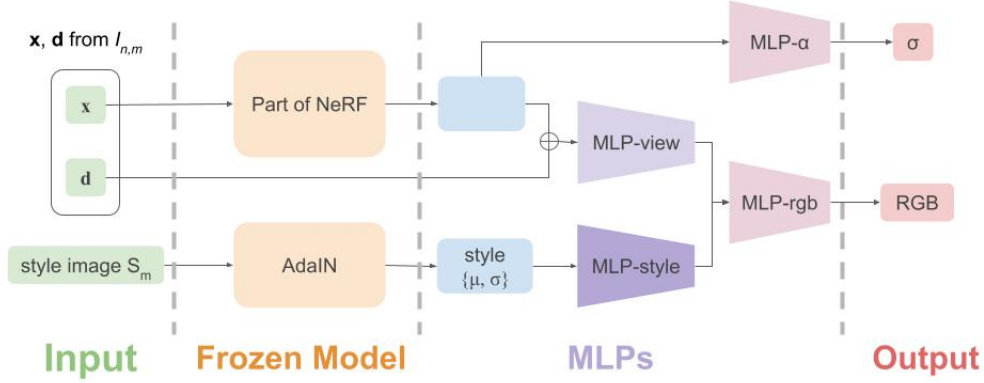 x, d from I_{n,m}
x
d
style image S_m
Part of NeRF
AdaIN
style
{μ, σ}
MLP-view
MLP-style
MLP-α
MLP-rgb
σ
RGB
Input
Frozen Model
MLPs
Output